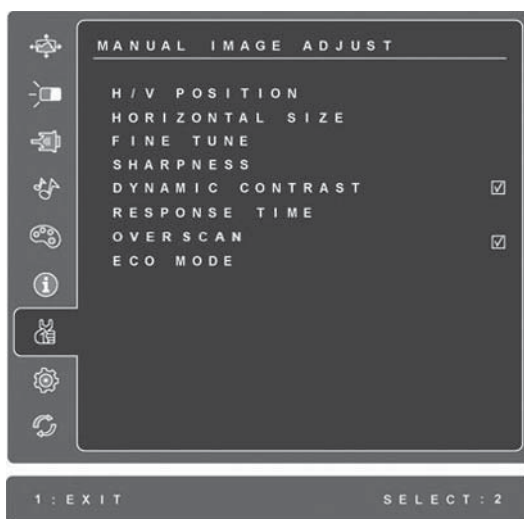 MANUAL IMAGE ADJUST
H/V POSITION
HORIZONTAL SIZE
FINE TUNE
SHARPNESS
DYNAMIC CONTRAST
RESPONSE TIME
OVERSCAN
ECO MODE
1:EXIT SELECT:2